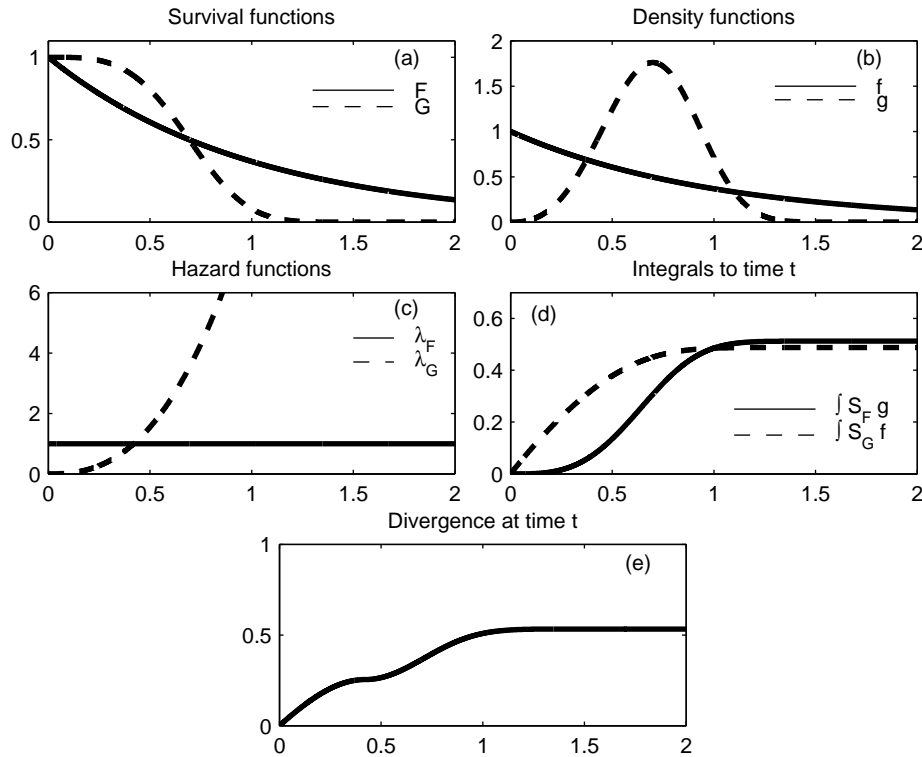 Survival functions
(a)
F
G
1
0.5
0
0 0.5 1 1.5 2
Density functions
(b)
f
g
2
1.5
1
0.5
0
0 0.5 1 1.5 2
Hazard functions
(c)
λF
λG
6
4
2
0
0 0.5 1 1.5 2
Integrals to time t
(d)
0.6
0.4
0.2
0
∫ SF g
∫ SG f
0 0.5 1 1.5 2
Divergence at time t
(e)
1
0.5
0
0 0.5 1 1.5 2